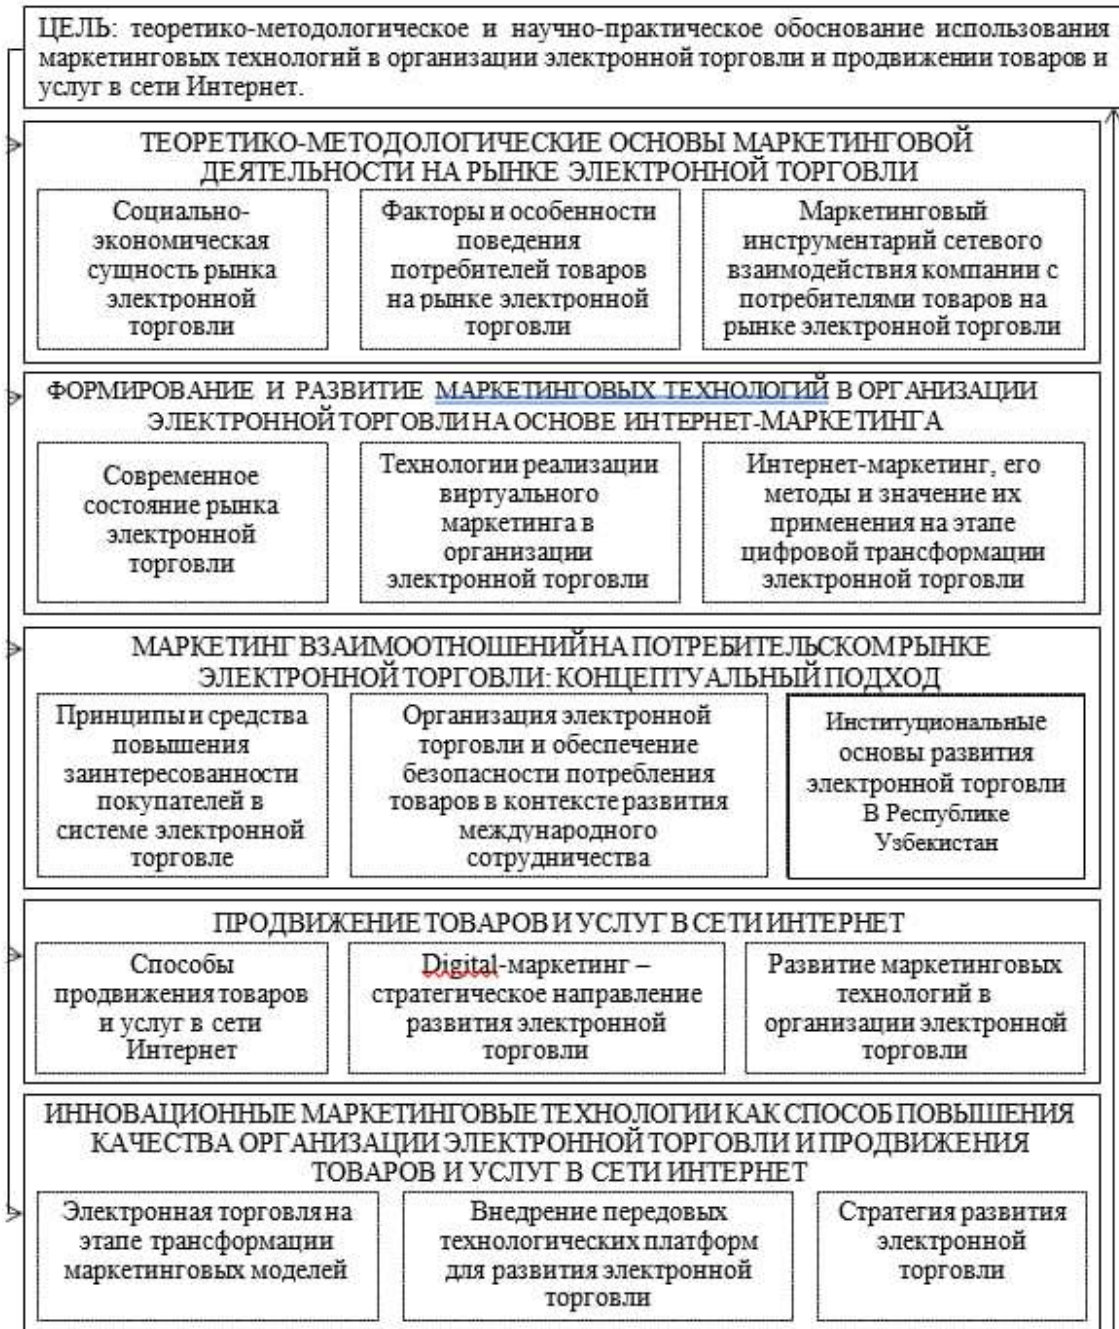 ЦЕЛЬ: теоретико-методологическое и научно-практическое обоснование использования
маркетинговых технологий в организации электронной торговли и продвижении товаров и
услуг в сети Интернет.
ТЕОРЕТИКО-МЕТОДОЛОГИЧЕСКИЕ ОСНОВЫ МАРКЕТИНГОВОЙ
ДЕЯТЕЛЬНОСТИ НА РЫНКЕ ЭЛЕКТРОННОЙ ТОРГОВЛИ
Социально-
экономическая
сущность рынка
электронной
торговли
Факторы и особенности
поведения
потребителей товаров
на рынке электронной
торговли
Маркетинговый
инструментарий сетевого
взаимодействия компании с
потребителями товаров на
рынке электронной торговли
ФОРМИРОВАНИЕ И РАЗВИТИЕ МАРКЕТИНГОВЫХ ТЕХНОЛОГИЙ В ОРГАНИЗАЦИИ
ЭЛЕКТРОННОЙ ТОРГОВЛИ НА ОСНОВЕ ИНТЕРНЕТ-МАРКЕТИНГА
Современное
состояние рынка
электронной
торговли
Технологии реализации
виртуального
маркетинга в
организации
электронной торговли
Интернет-маркетинг, его
методы и значение их
применения на этапе
цифровой трансформации
электронной торговли
МАРКЕТИНГ ВЗАИМООТНОШЕНИЙ НА ПОТРЕБИТЕЛЬСКОМ РЫНКЕ
ЭЛЕКТРОННОЙ ТОРГОВЛИ: КОНЦЕПТУАЛЬНЫЙ ПОДХОД
Принципы и средства
повышения
заинтересованности
покупателей в
системе электронной
торговле
Организация электронной
торговли и обеспечение
безопасности потребления
товаров в контексте развития
международного
сотрудничества
Институциональные
основы развития
электронной торговли
В Республике
Узбекистан
ПРОДВИЖЕНИЕ ТОВАРОВ И УСЛУГ В СЕТИ ИНТЕРНЕТ
Способы
продвижения товаров
и услуг в сети
Интернет
Digital-маркетинг –
стратегическое направление
развития электронной
торговли
Развитие маркетинговых
технологий в
организации электронной
торговли
ИННОВАЦИОННЫЕ МАРКЕТИНГОВЫЕ ТЕХНОЛОГИИ КАК СПОСОБ ПОВЫШЕНИЯ
КАЧЕСТВА ОРГАНИЗАЦИИ ЭЛЕКТРОННОЙ ТОРГОВЛИ И ПРОДВИЖЕНИЯ
ТОВАРОВ И УСЛУГ В СЕТИ ИНТЕРНЕТ
Электронная торговля на
этапе трансформации
маркетинговых моделей
Внедрение передовых
технологических платформ
для развития электронной
торговли
Стратегия развития
электронной
торговли